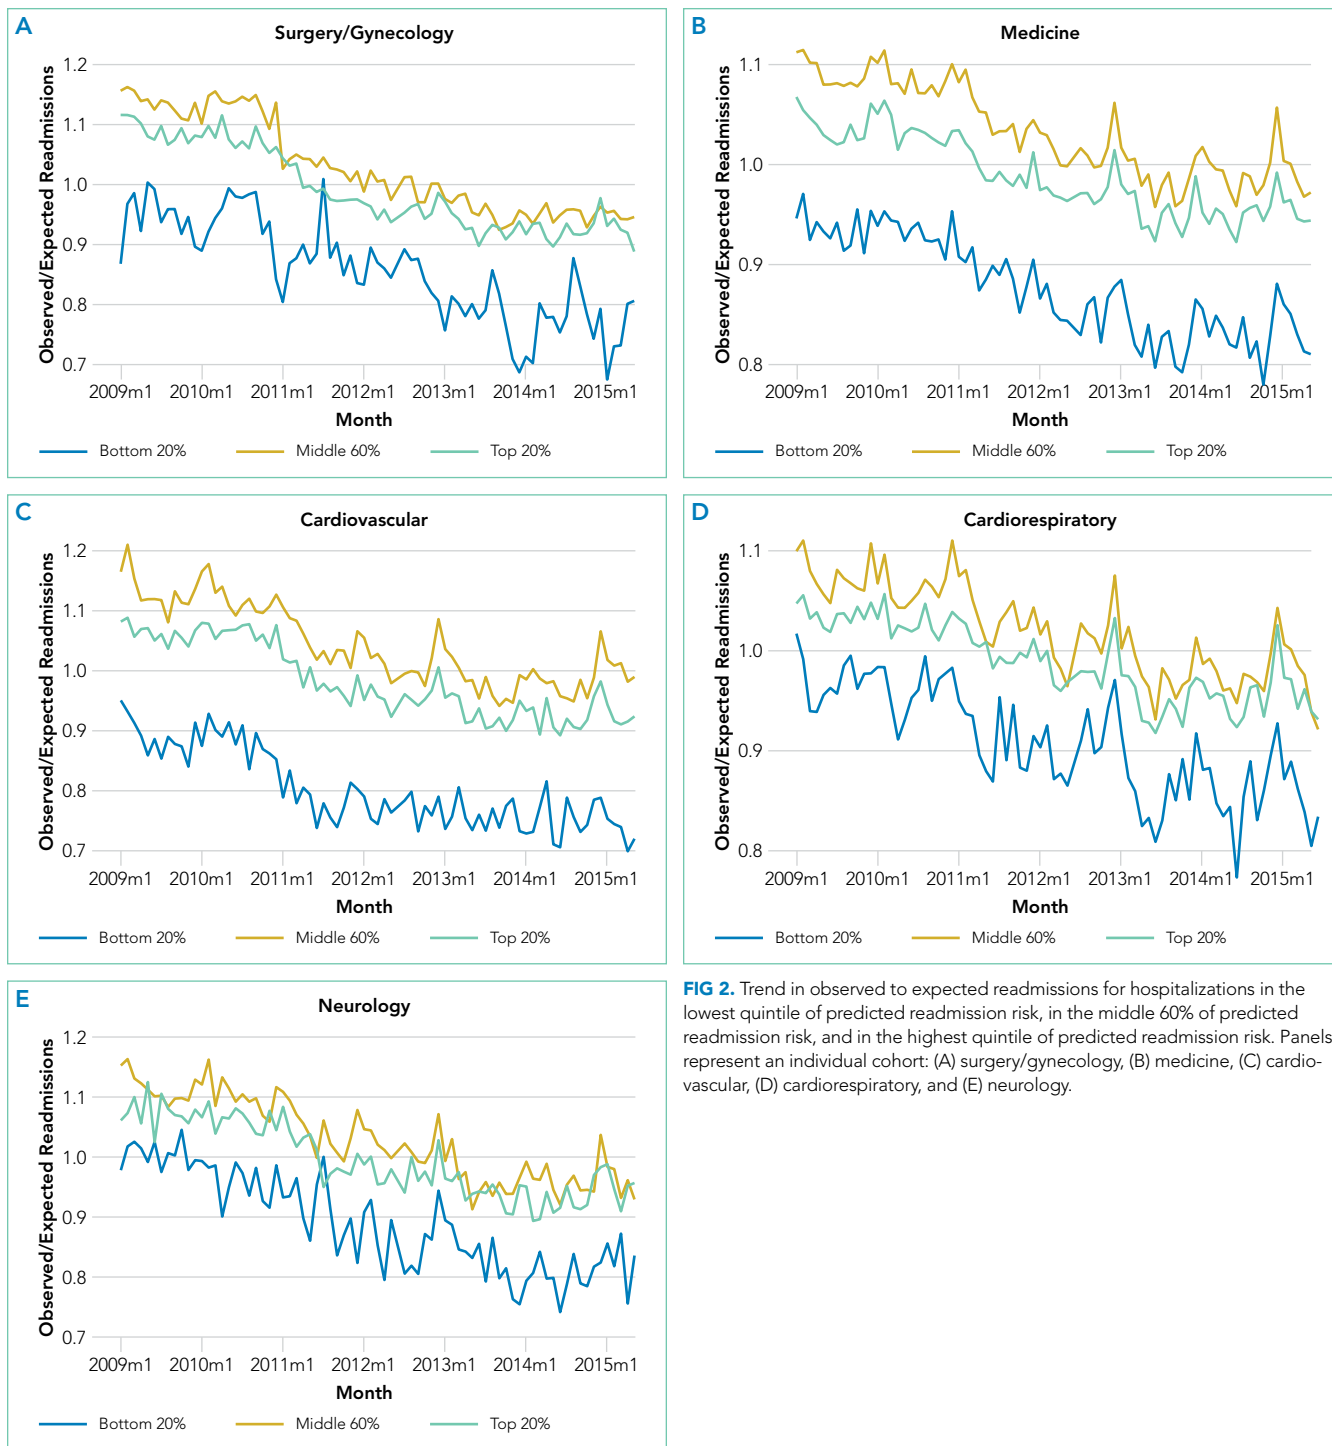 A
Surgery/Gynecology
Observed/Expected Readmissions
1.2
1.1
1.0
0.9
0.8
0.7
2009m1 2010m1 2011m1 2012m1 2013m1 2014m1 2015m1
Month
Bottom 20% Middle 60% Top 20%
B
Medicine
Observed/Expected Readmissions
1.1
1.0
0.9
0.8
2009m1 2010m1 2011m1 2012m1 2013m1 2014m1 2015m1
Month
Bottom 20% Middle 60% Top 20%
C
Cardiovascular
Observed/Expected Readmissions
1.2
1.1
1.0
0.9
0.8
0.7
2009m1 2010m1 2011m1 2012m1 2013m1 2014m1 2015m1
Month
Bottom 20% Middle 60% Top 20%
D
Cardiorespiratory
Observed/Expected Readmissions
1.1
1.0
0.9
0.8
2009m1 2010m1 2011m1 2012m1 2013m1 2014m1 2015m1
Month
Bottom 20% Middle 60% Top 20%
E
Neurology
Observed/Expected Readmissions
1.2
1.1
1.0
0.9
0.8
0.7
2009m1 2010m1 2011m1 2012m1 2013m1 2014m1 2015m1
Month
Bottom 20% Middle 60% Top 20%
FIG 2. Trend in observed to expected readmissions for hospitalizations in the
lowest quintile of predicted readmission risk, in the middle 60% of predicted
readmission risk, and in the highest quintile of predicted readmission risk. Panels
represent an individual cohort: (A) surgery/gynecology, (B) medicine, (C) cardio-
vascular, (D) cardiorespiratory, and (E) neurology.